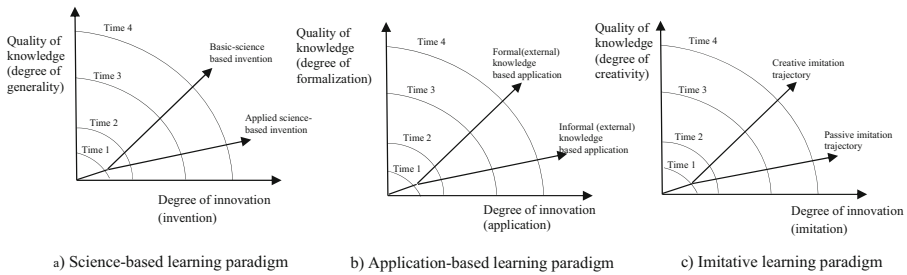 Quality of
knowledge
(degree of
generality)
Time 4
Time 3
Time 2
Time 1
Basic-science
based invention
Applied science-
based invention
Degree of innovation
(invention)
a) Science-based learning paradigm
Quality of
knowledge
(degree of
formalization)
Time 4
Time 3
Time 2
Time 1
Formal(external)
knowledge
based application
Informal (external)
knowledge
based application
Degree of innovation
(application)
b) Application-based learning paradigm
Quality of
knowledge
(degree of
creativity)
Time 4
Time 3
Time 2
Time 1
Creative imitation
trajectory
Passive imitation
trajectory
Degree of innovation
(imitation)
c) Imitative learning paradigm